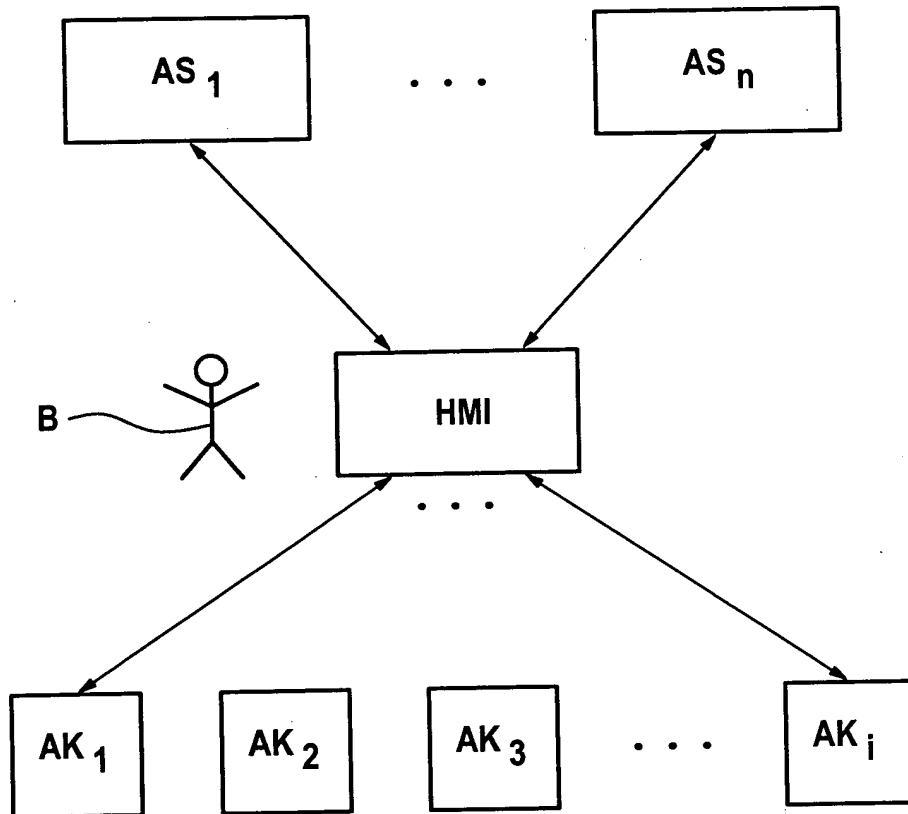 AS 1 . . . AS n
B HMI
. . .
AK 1 AK 2 AK 3 . . . AK i